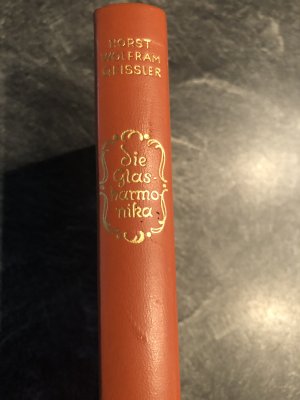 HORST
WOLFRAM
GEISSLER
die
Glas-
harmo
nika